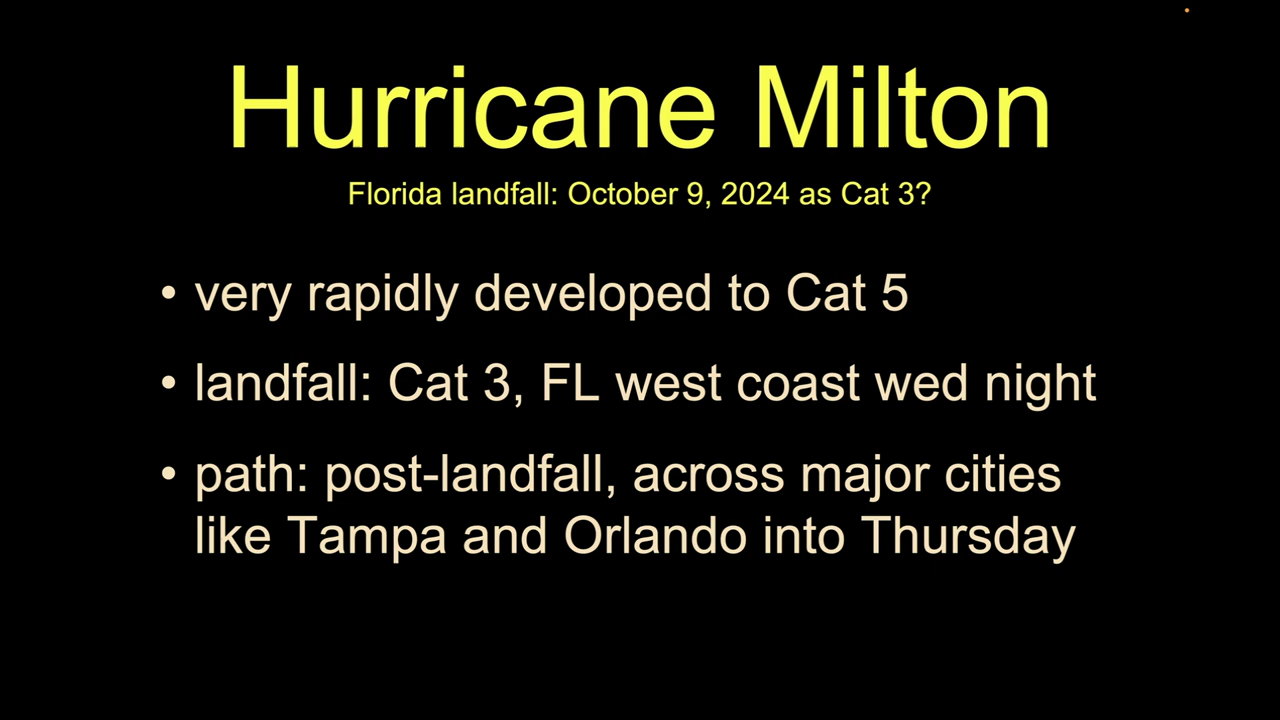 Hurricane Milton
Florida landfall: October 9, 2024 as Cat 3?
• very rapidly developed to Cat 5
• landfall: Cat 3, FL west coast wed night
• path: post-landfall, across major cities
like Tampa and Orlando into Thursday